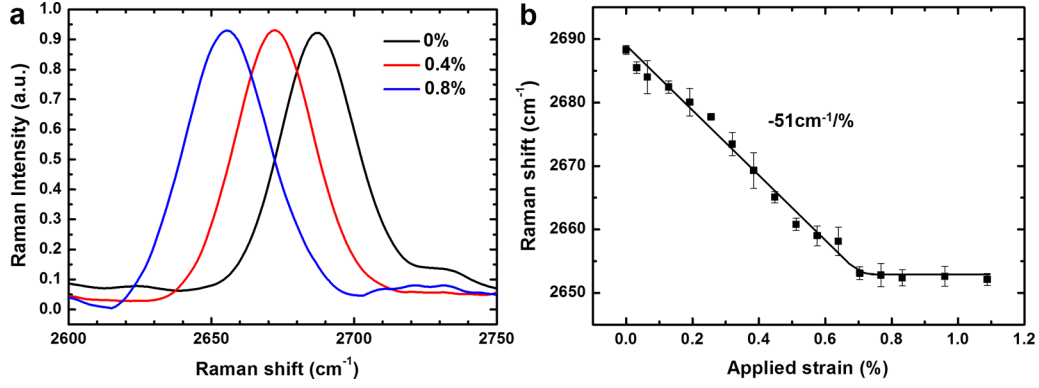 a
Raman Intensity (a.u.)
1.0
0.9
0.8
0.7
0.6
0.5
0.4
0.3
0.2
0.1
0.0
0%
0.4%
0.8%
2600 2650 2700 2750
Raman shift (cm⁻¹)
b
Raman shift (cm⁻¹)
2690
2680
2670
2660
2650
-51cm⁻¹/%
0.0 0.2 0.4 0.6 0.8 1.0 1.2
Applied strain (%)